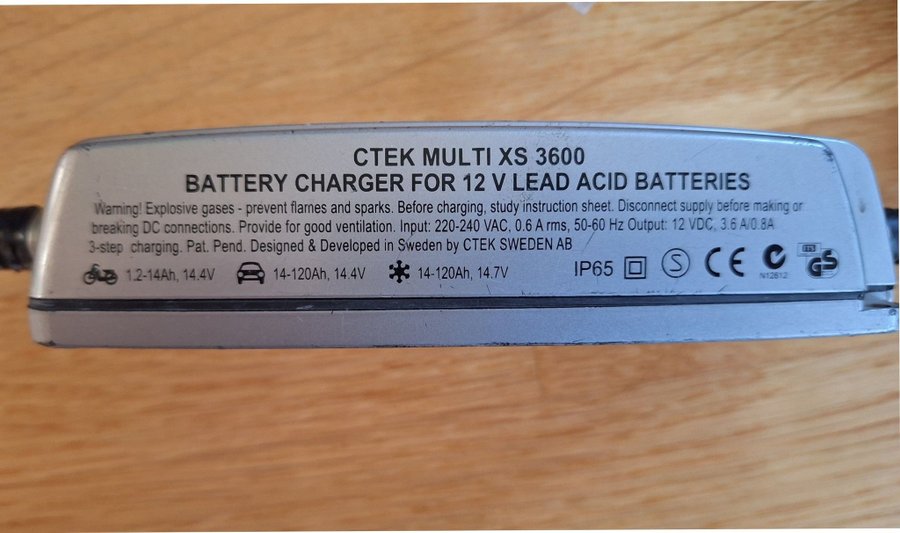 CTEK MULTI XS 3600
BATTERY CHARGER FOR 12 V LEAD ACID BATTERIES
Warning! Explosive gases - prevent flames and sparks. Before charging, study instruction sheet. Disconnect supply before making or
breaking DC connections. Provide for good ventilation. Input: 220-240 VAC, 0.6 A rms, 50-60 Hz Output: 12 VDC, 3.6 A/0.8A
3-step charging. Pat. Pend. Designed & Developed in Sweden by CTEK SWEDEN AB
1.2-14Ah, 14.4V 14-120Ah, 14.4V 14-120Ah, 14.7V IP65 S CE N12812 GS